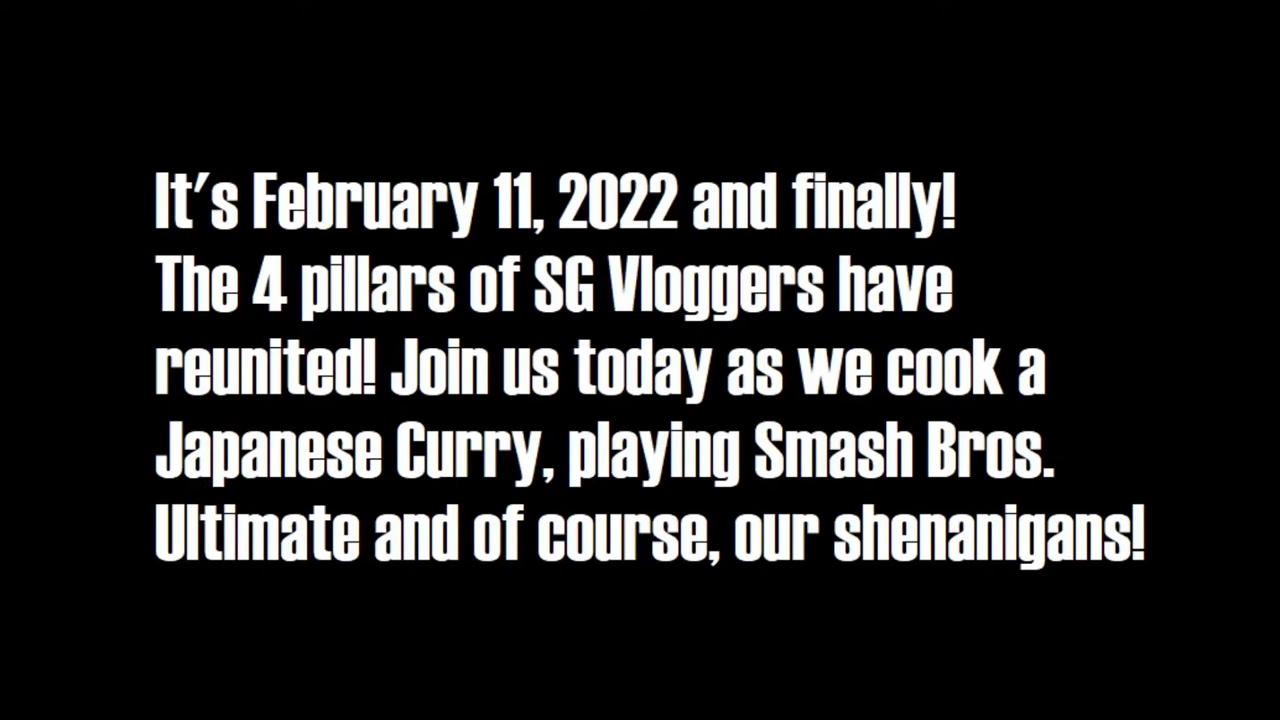 It's February 11, 2022 and finally!
The 4 pillars of SG Vloggers have
reunited! Join us today as we cook a
Japanese Curry, playing Smash Bros.
Ultimate and of course, our shenanigans!